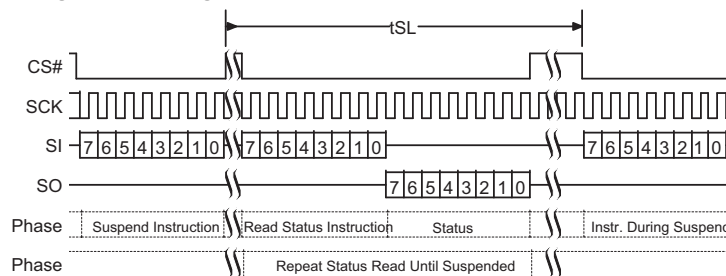 tSL
CS#
SCK
SI 7 6 5 4 3 2 1 0 7 6 5 4 3 2 1 0 7 6 5 4 3 2 1 0
SO 7 6 5 4 3 2 1 0
Phase Suspend Instruction Read Status Instruction Status Instr. During Suspend
Phase Repeat Status Read Until Suspended